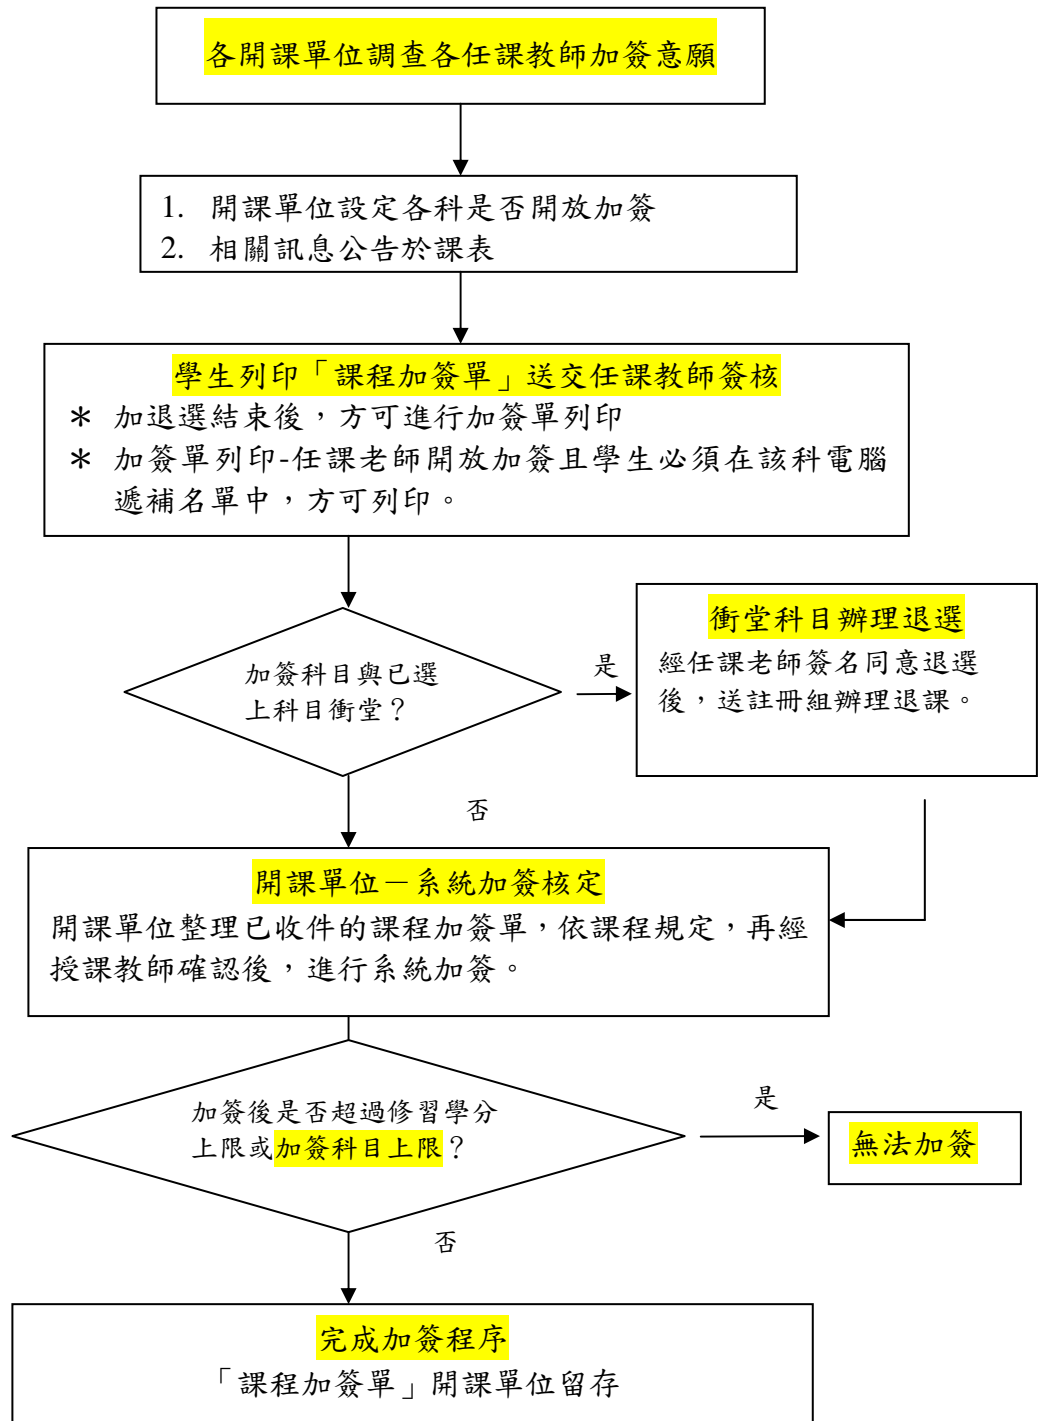 各開課單位調查各任課教師加簽意願
1. 開課單位設定各科是否開放加簽
2. 相關訊息公告於課表
學生列印「課程加簽單」送交任課教師簽核
＊ 加退選結束後，方可進行加簽單列印
＊ 加簽單列印-任課老師開放加簽且學生必須在該科電腦
遞補名單中，方可列印。
加簽科目與已選
上科目衝堂？
是
衝堂科目辦理退選
經任課老師簽名同意退選
後，送註冊組辦理退課。
否
開課單位－系統加簽核定
開課單位整理已收件的課程加簽單，依課程規定，再經
授課教師確認後，進行系統加簽。
加簽後是否超過修習學分
上限或加簽科目上限？
是
無法加簽
否
完成加簽程序
「課程加簽單」開課單位留存